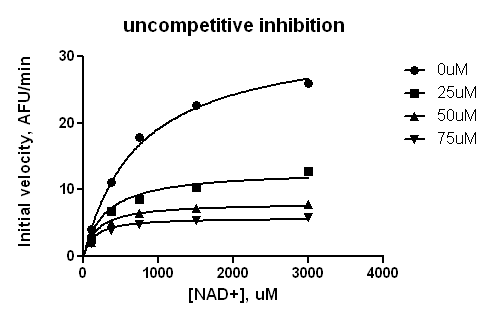 uncompetitive inhibition
30
20
10
0
0
1000
2000
3000
4000
Initial velocity, AFU/min
[NAD+], uM
0uM
25uM
50uM
75uM